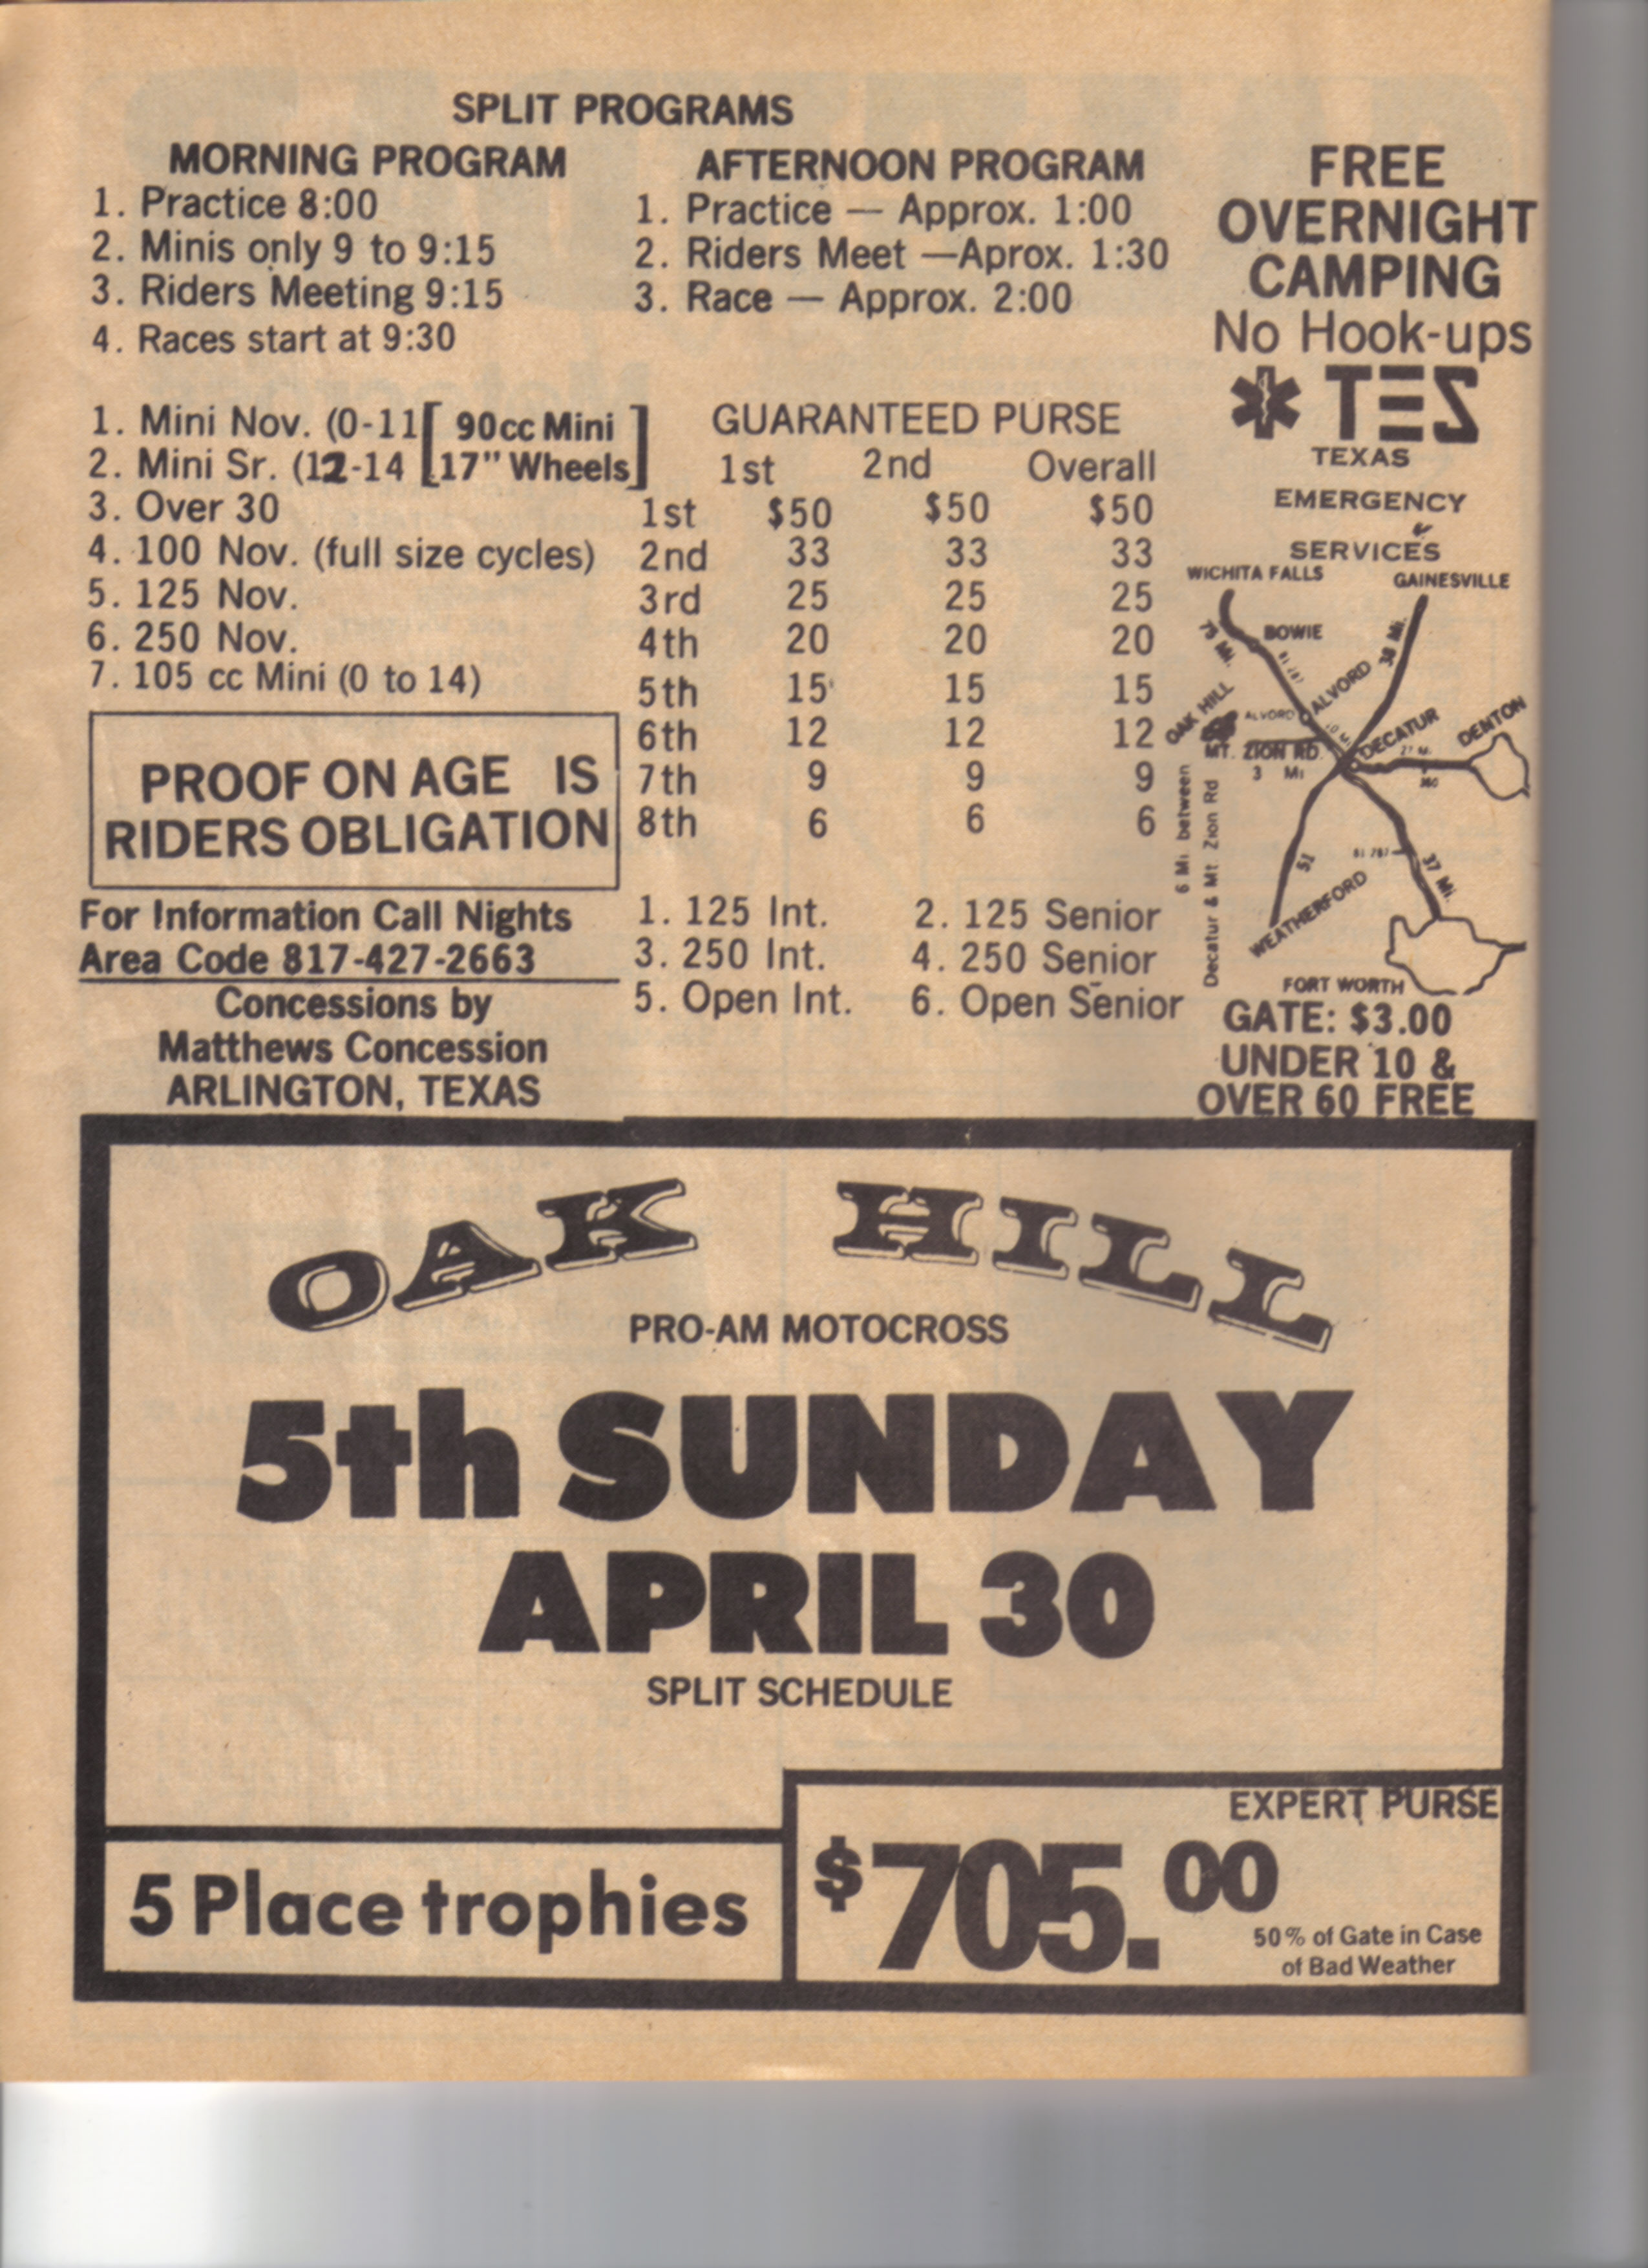 SPLIT PROGRAMS
MORNING PROGRAM
1. Practice 8:00
2. Minis only 9 to 9:15
3. Riders Meeting 9:15
4. Races start at 9:30
AFTERNOON PROGRAM
1. Practice — Approx. 1:00
2. Riders Meet —Aprox. 1:30
3. Race — Approx. 2:00
FREE
OVERNIGHT
CAMPING
No Hook-ups
TES
TEXAS
EMERGENCY
SERVICES
1. Mini Nov. (0-11 [ 90cc Mini ]
2. Mini Sr. (12-14 [ 17” Wheels ]
3. Over 30
4. 100 Nov. (full size cycles)
5. 125 Nov.
6. 250 Nov.
7. 105 cc Mini (0 to 14)
GUARANTEED PURSE
1st 2nd Overall
1st $50 $50 $50
2nd 33 33 33
3rd 25 25 25
4th 20 20 20
5th 15 15 15
6th 12 12 12
7th 9 9 9
8th 6 6 6
PROOF ON AGE IS
RIDERS OBLIGATION
For Information Call Nights
Area Code 817-427-2663
Concessions by
Matthews Concession
ARLINGTON, TEXAS
1. 125 Int. 2. 125 Senior
3. 250 Int. 4. 250 Senior
5. Open Int. 6. Open Senior
WICHITA FALLS
GAINESVILLE
75 Mi.
BOWIE
38 Mi.
OAK HILL
ALVORD
ALVORD
DECATUR
DENTON
MT. ZION RD.
3 Mi
6 Mi. between
Decatur & Mt Zion Rd
51
37 Mi.
WEATHERFORD
FORT WORTH
GATE: $3.00
UNDER 10 &
OVER 60 FREE
OAK HILL
PRO-AM MOTOCROSS
5th SUNDAY
APRIL 30
SPLIT SCHEDULE
5 Place trophies
EXPERT PURSE
$705.00
50% of Gate in Case
of Bad Weather